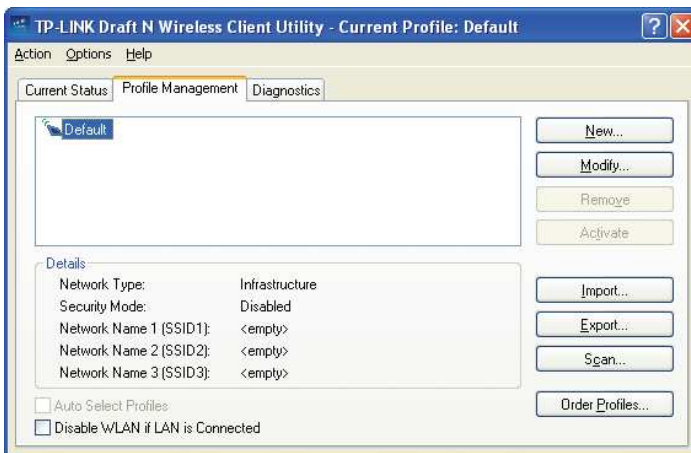 TP-LINK Draft N Wireless Client Utility - Current Profile: Default
Action Options Help
Current Status Profile Management Diagnostics
Default
New...
Modify...
Remove
Activate
Details
Network Type: Infrastructure
Security Mode: Disabled
Network Name 1 (SSID1): <empty>
Network Name 2 (SSID2): <empty>
Network Name 3 (SSID3): <empty>
Import...
Export...
Scan...
Auto Select Profiles
Order Profiles...
Disable WLAN if LAN is Connected